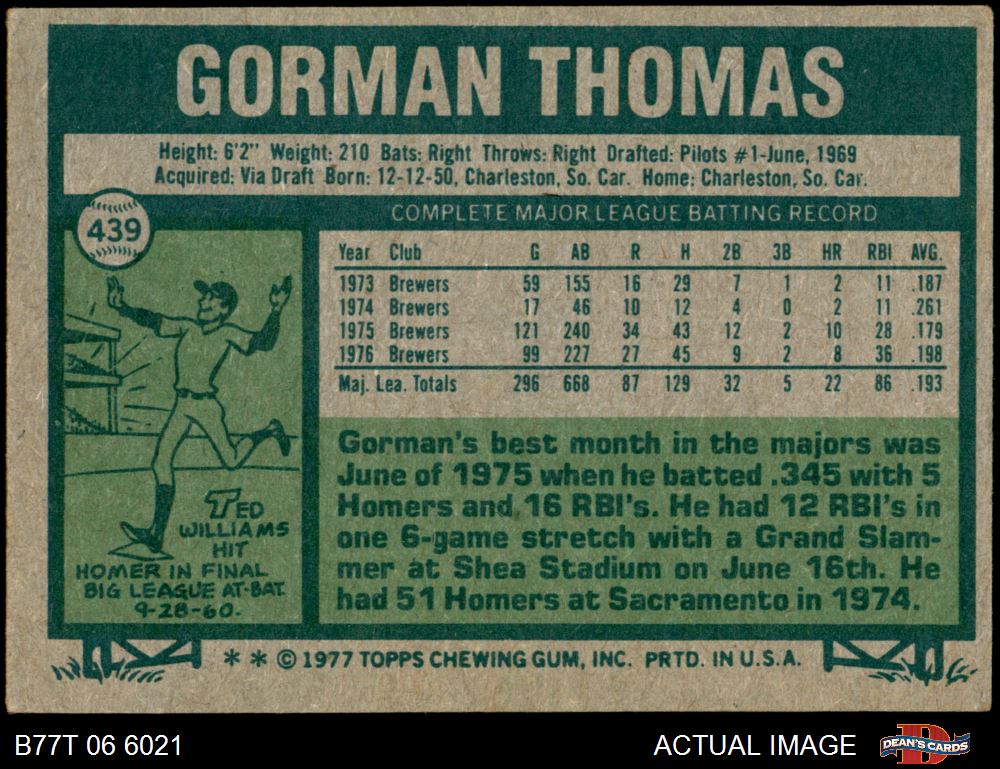 GORMAN THOMAS
Height: 6'2" Weight: 210 Bats: Right Throws: Right Drafted: Pilots #1-June, 1969
Acquired: Via Draft Born: 12-12-50, Charleston, So. Car. Home: Charleston, So. Car.
439
COMPLETE MAJOR LEAGUE BATTING RECORD
Year Club G AB R H 2B 3B HR RBI AVG.
1973 Brewers 59 155 16 29 7 1 2 11 .187
1974 Brewers 17 46 10 12 4 0 2 11 .261
1975 Brewers 121 240 34 43 12 2 10 28 .179
1976 Brewers 99 227 27 45 9 2 8 36 .198
Maj. Lea. Totals 296 668 87 129 32 5 22 86 .193
TED
WILLIAMS
HIT
HOMER IN FINAL
BIG LEAGUE AT-BAT
9-28-60.
Gorman's best month in the majors was
June of 1975 when he batted .345 with 5
Homers and 16 RBI's. He had 12 RBI's in
one 6-game stretch with a Grand Slam-
mer at Shea Stadium on June 16th. He
had 51 Homers at Sacramento in 1974.
** © 1977 TOPPS CHEWING GUM, INC. PRTD. IN U.S.A.
B77T 06 6021
ACTUAL IMAGE
DEAN'S CARDS